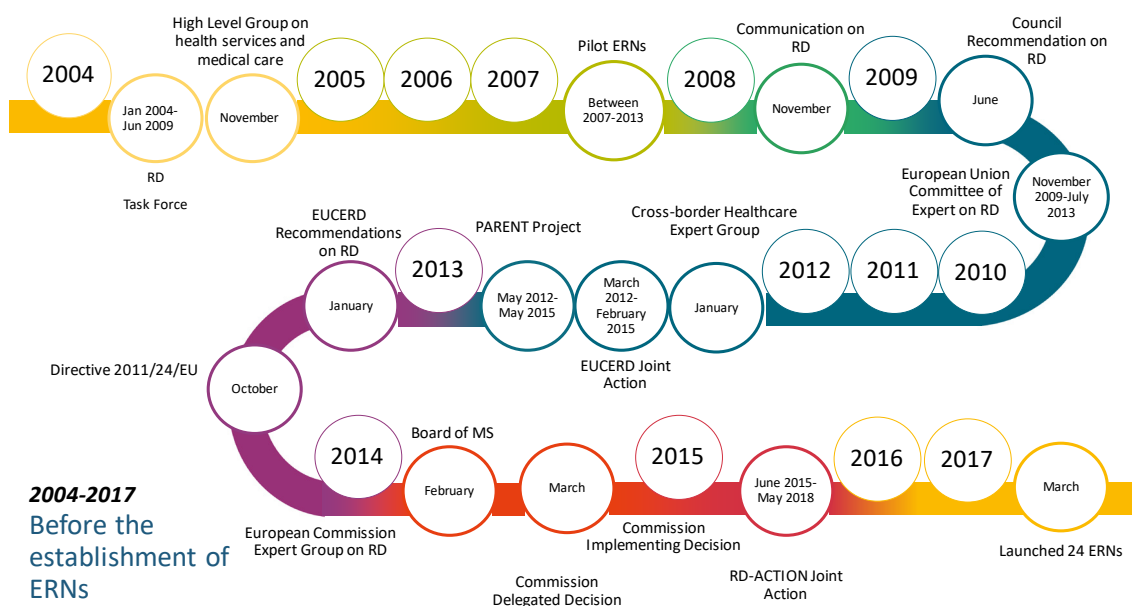 2004
Jan 2004-
Jun 2009
RD
Task Force
High Level Group on
health services and
medical care
November
2005
2006
2007
Pilot ERNs
Between
2007-2013
2008
Communication on
RD
November
2009
Council
Recommendation on
RD
June
European Union
Committee of
Expert on RD
November
2009-July
2013
2010
2011
2012
Cross-border Healthcare
Expert Group
January
March
2012-
February
2015
EUCERD Joint
Action
PARENT Project
May 2012-
May 2015
2013
EUCERD
Recommendations
on RD
January
Directive 2011/24/EU
October
European Commission
Expert Group on RD
2014
Board of MS
February
March
Commission
Delegated Decision
2015
Commission
Implementing Decision
June 2015-
May 2018
RD-ACTION Joint
Action
2016
2017
March
Launched 24 ERNs
2004-2017
Before the
establishment of
ERNs